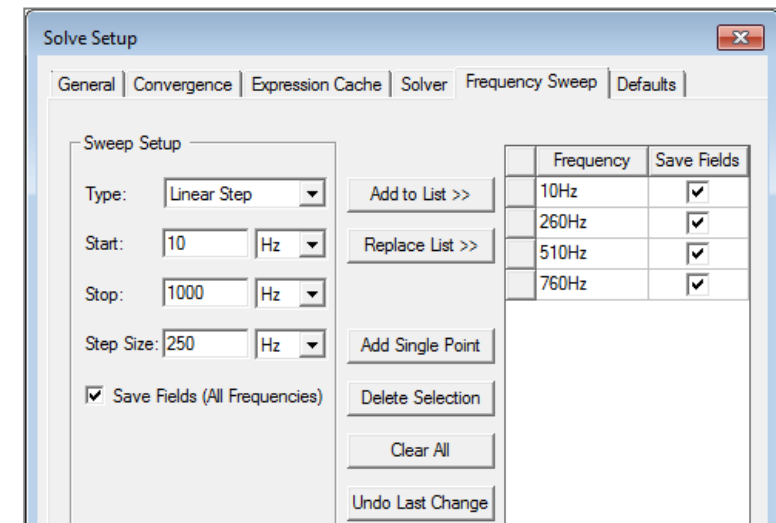 Solve Setup
General Convergence Expression Cache Solver Frequency Sweep Defaults
Sweep Setup
Type: Linear Step
Start: 10 Hz
Stop: 1000 Hz
Step Size: 250 Hz
Save Fields (All Frequencies)
Add to List >>
Replace List >>
Add Single Point
Delete Selection
Clear All
Undo Last Change
Frequency Save Fields
10Hz
260Hz
510Hz
760Hz